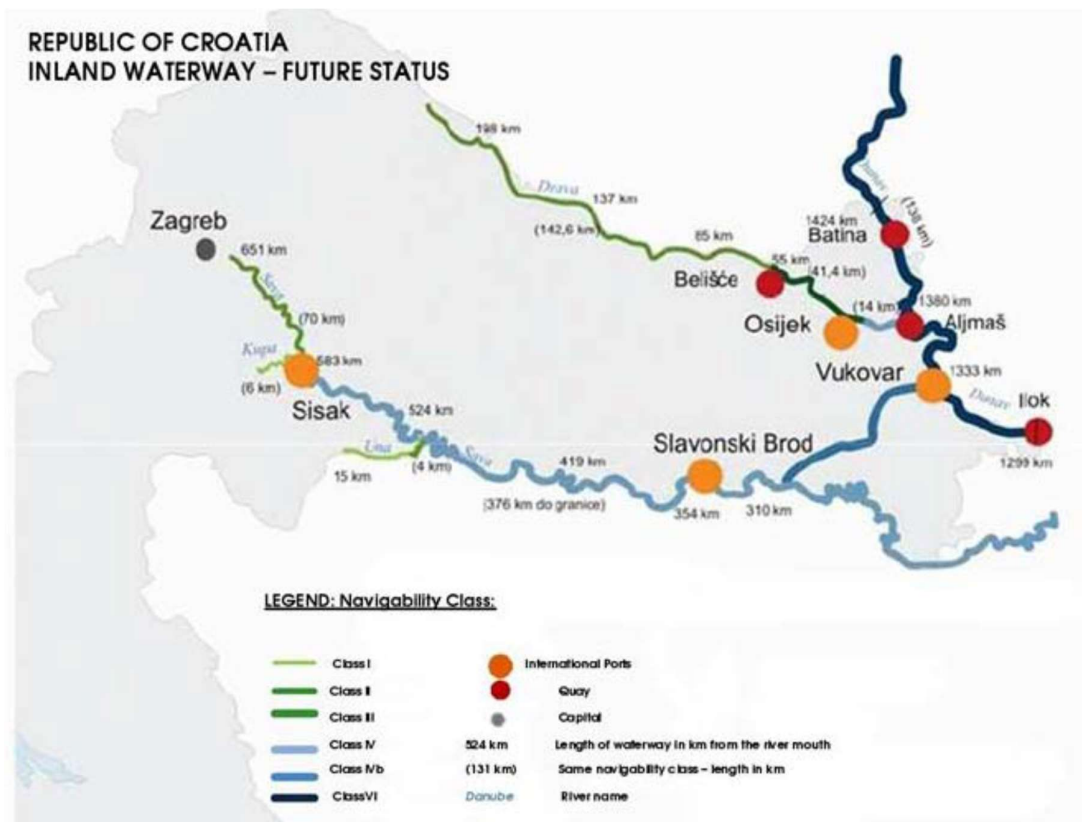 REPUBLIC OF CROATIA
INLAND WATERWAY – FUTURE STATUS
198 km
Drava
137 km
(142,6 km)
85 km
Dunav
(138 km)
1424 km
Batina
Zagreb
651 km
Sava
(70 km)
Kupa
(6 km)
583 km
Sisak
55 km
(41,4 km)
Belišće
(14 km)
1380 km
Aljmaš
Osijek
Vukovar
1333 km
Dunav
Ilok
1299 km
524 km
Una
15 km
(4 km)
Sava
419 km
(376 km do granice)
Slavonski Brod
354 km
310 km
LEGEND: Navigability Class:
Class I
International Ports
Class II
Quay
Class III
Capital
Class IV
524 km
Length of waterway in km from the river mouth
Class IVb
(131 km)
Same navigability class – length in km
ClassVI
Danube
River name